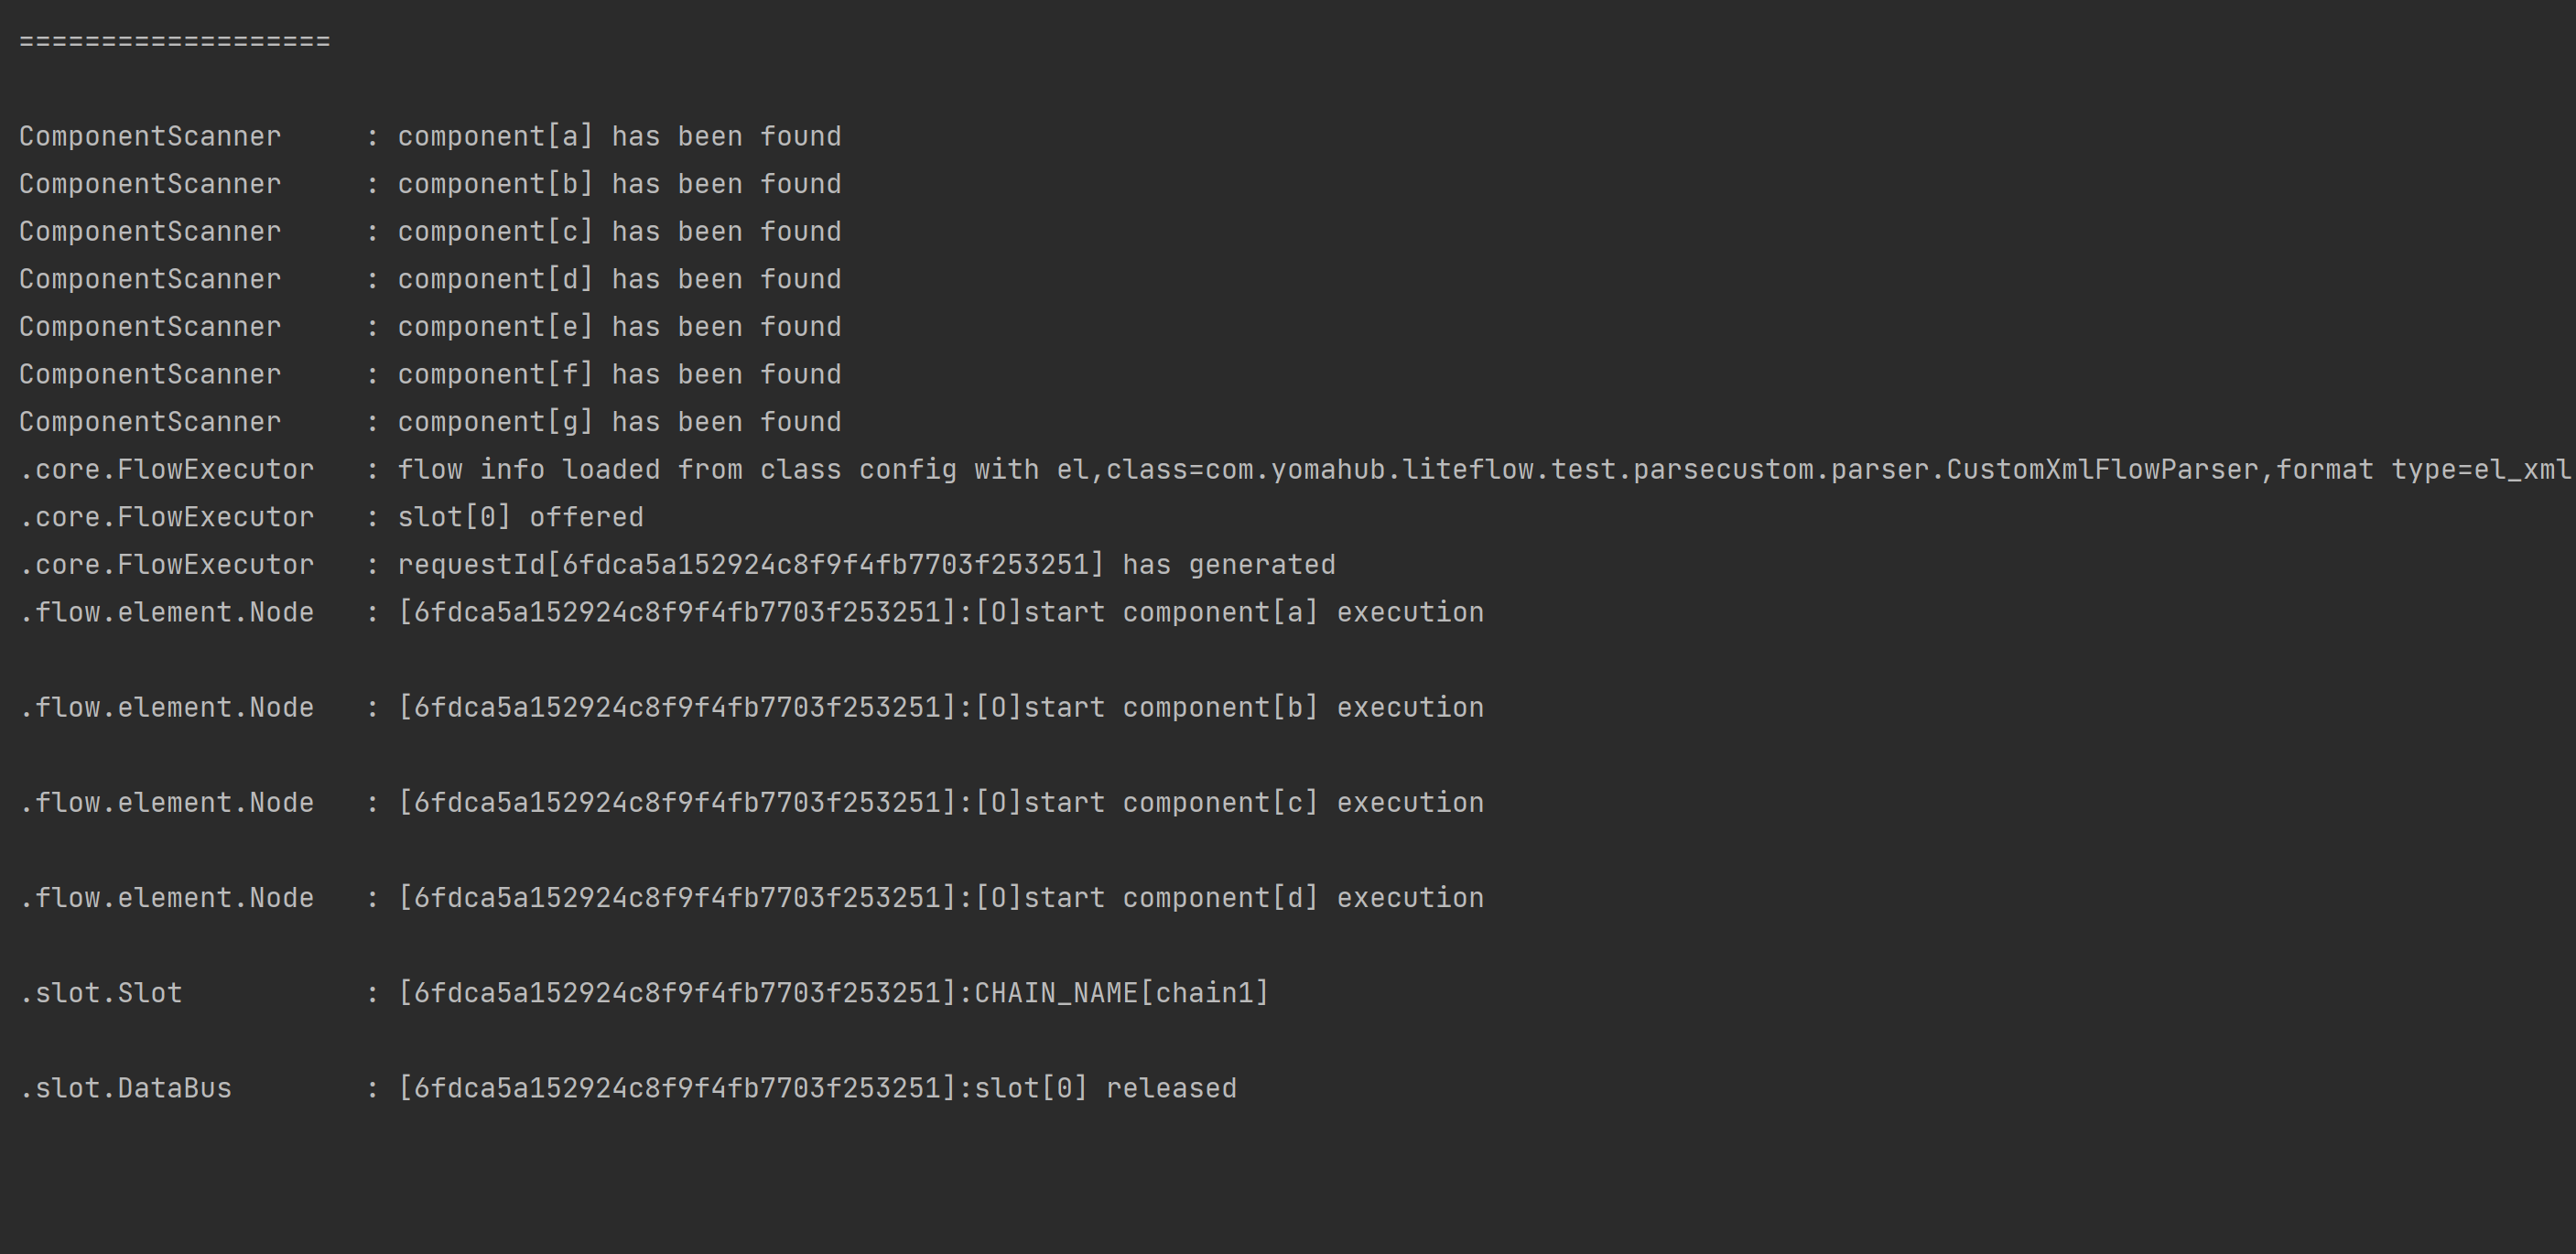 ===================
ComponentScanner : component[a] has been found
ComponentScanner : component[b] has been found
ComponentScanner : component[c] has been found
ComponentScanner : component[d] has been found
ComponentScanner : component[e] has been found
ComponentScanner : component[f] has been found
ComponentScanner : component[g] has been found
.core.FlowExecutor : flow info loaded from class config with el,class=com.yomahub.liteflow.test.parsecustom.parser.CustomXmlFlowParser,format type=el_xml
.core.FlowExecutor : slot[0] offered
.core.FlowExecutor : requestId[6fdca5a152924c8f9f4fb7703f253251] has generated
.flow.element.Node : [6fdca5a152924c8f9f4fb7703f253251]:[O]start component[a] execution
.flow.element.Node : [6fdca5a152924c8f9f4fb7703f253251]:[O]start component[b] execution
.flow.element.Node : [6fdca5a152924c8f9f4fb7703f253251]:[O]start component[c] execution
.flow.element.Node : [6fdca5a152924c8f9f4fb7703f253251]:[O]start component[d] execution
.slot.Slot : [6fdca5a152924c8f9f4fb7703f253251]:CHAIN_NAME[chain1]
.slot.DataBus : [6fdca5a152924c8f9f4fb7703f253251]:slot[0] released